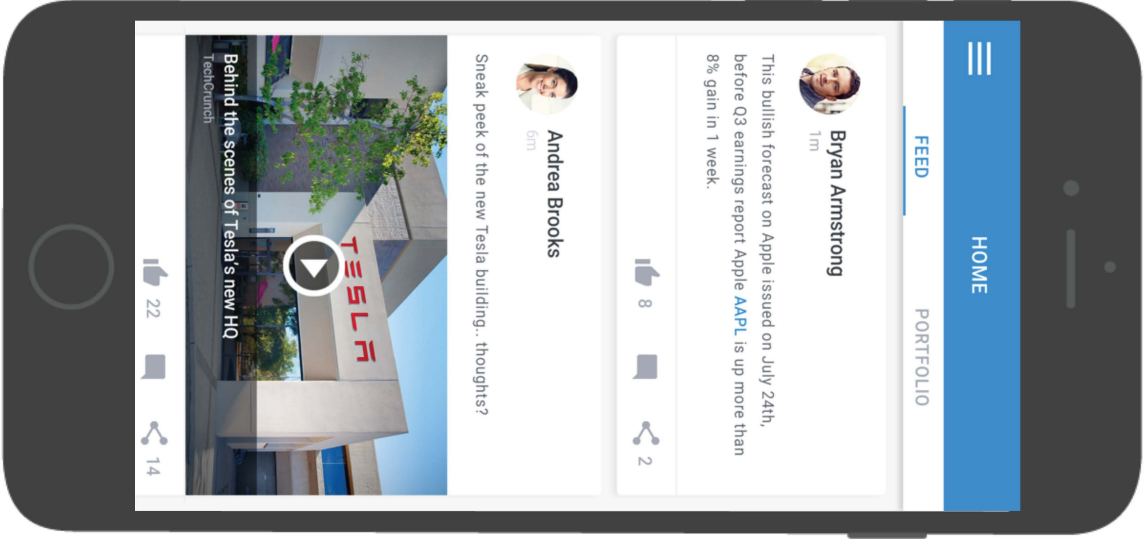 HOME
FEED
PORTFOLIO
Bryan Armstrong
1m
This bullish forecast on Apple issued on July 24th,
before Q3 earnings report Apple AAPL is up more than
8% gain in 1 week.
8
2
Andrea Brooks
6m
Sneak peek of the new Tesla building.. thoughts?
TESLA
Behind the scenes of Tesla's new HQ
TechCrunch
22
14